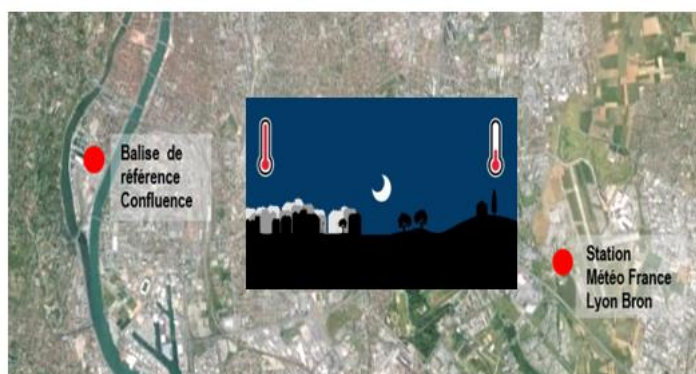 Balise de
référence
Confluence
Station
Météo France
Lyon Bron